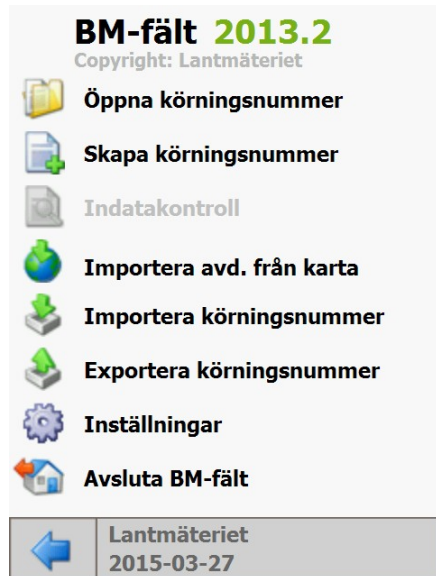 BM-fält 2013.2
Copyright: Lantmäteriet
Öppna körningsnummer
Skapa körningsnummer
Indatakontroll
Importera avd. från karta
Importera körningsnummer
Exportera körningsnummer
Inställningar
Avsluta BM-fält
Lantmäteriet
2015-03-27